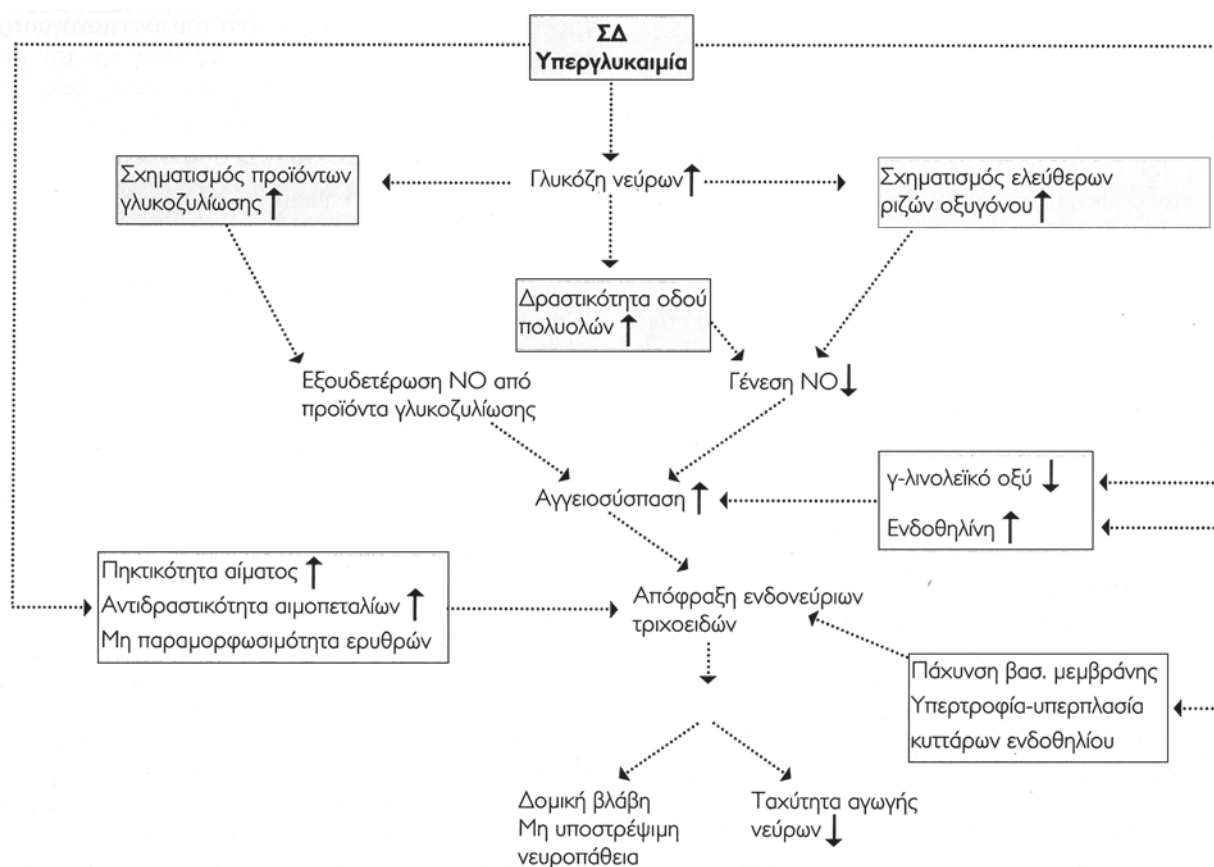 ΣΔ
Υπεργλυκαιμία
Σχηματισμός προϊόντων
γλυκοζυλίωσης ↑
Γλυκόζη νεύρων ↑
Σχηματισμός ελεύθερων
ριζών οξυγόνου ↑
Δραστικότητα οδού
πολυολών ↑
Εξουδετέρωση NO από
προϊόντα γλυκοζυλίωσης
Γένεση NO ↓
Αγγειοσύσπαση ↑
γ-λινολεϊκό οξύ ↓
Ενδοθηλίνη ↑
Πηκτικότητα αίματος ↑
Αντιδραστικότητα αιμοπεταλίων ↑
Μη παραμορφωσιμότητα ερυθρών
Απόφραξη ενδονεύριων
τριχοειδών
Πάχυνση βασ. μεμβράνης
Υπερτροφία-υπερπλασία
κυττάρων ενδοθηλίου
Δομική βλάβη
Μη υποστρέψιμη
νευροπάθεια
Ταχύτητα αγωγής
νεύρων ↓